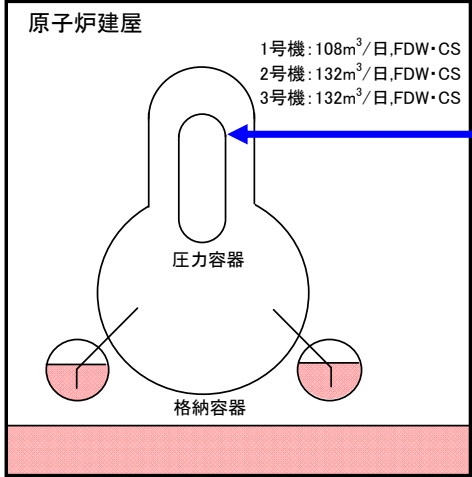 原子炉建屋
1号機：108m³/日,FDW・CS
2号機：132m³/日,FDW・CS
3号機：132m³/日,FDW・CS
圧力容器
格納容器